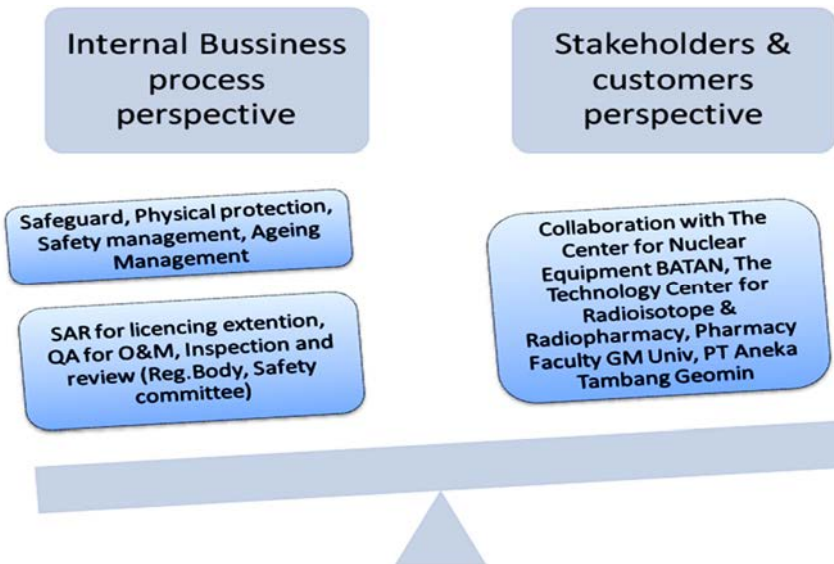 Internal Bussiness
process
perspective
Stakeholders &
customers
perspective
Safeguard, Physical protection,
Safety management, Ageing
Management
SAR for licencing extention,
QA for O&M, Inspection and
review (Reg.Body, Safety
committee)
Collaboration with The
Center for Nuclear
Equipment BATAN, The
Technology Center for
Radioisotope &
Radiopharmacy, Pharmacy
Faculty GM Univ, PT Aneka
Tambang Geomin